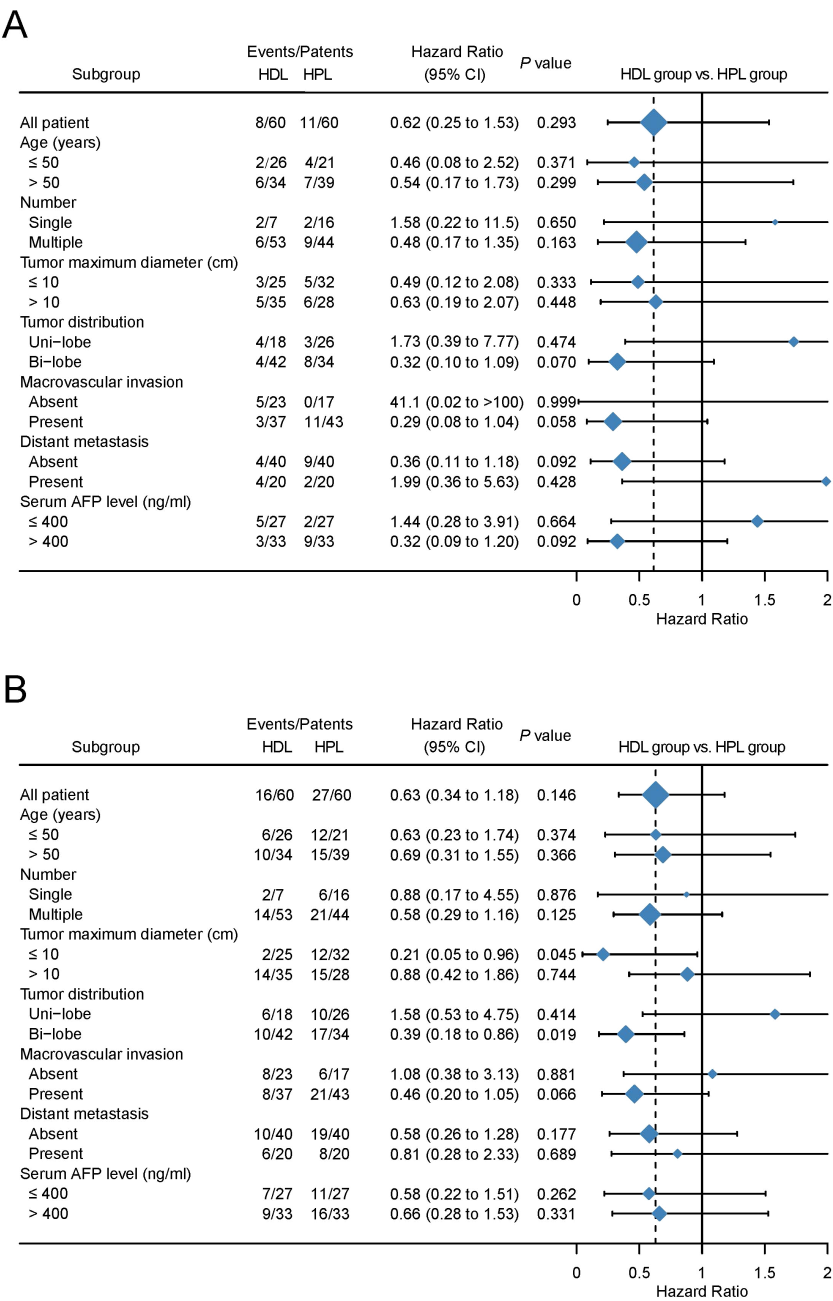 A
Events/Patents Hazard Ratio P value
Subgroup HDL HPL (95% CI) HDL group vs. HPL group
All patient 8/60 11/60 0.62 (0.25 to 1.53) 0.293
Age (years)
≤ 50 2/26 4/21 0.46 (0.08 to 2.52) 0.371
> 50 6/34 7/39 0.54 (0.17 to 1.73) 0.299
Number
Single 2/7 2/16 1.58 (0.22 to 11.5) 0.650
Multiple 6/53 9/44 0.48 (0.17 to 1.35) 0.163
Tumor maximum diameter (cm)
≤ 10 3/25 5/32 0.49 (0.12 to 2.08) 0.333
> 10 5/35 6/28 0.63 (0.19 to 2.07) 0.448
Tumor distribution
Uni−lobe 4/18 3/26 1.73 (0.39 to 7.77) 0.474
Bi−lobe 4/42 8/34 0.32 (0.10 to 1.09) 0.070
Macrovascular invasion
Absent 5/23 0/17 41.1 (0.02 to >100) 0.999
Present 3/37 11/43 0.29 (0.08 to 1.04) 0.058
Distant metastasis
Absent 4/40 9/40 0.36 (0.11 to 1.18) 0.092
Present 4/20 2/20 1.99 (0.36 to 5.63) 0.428
Serum AFP level (ng/ml)
≤ 400 5/27 2/27 1.44 (0.28 to 3.91) 0.664
> 400 3/33 9/33 0.32 (0.09 to 1.20) 0.092
0 0.5 1 1.5 2
Hazard Ratio
B
Events/Patents Hazard Ratio P value
Subgroup HDL HPL (95% CI) HDL group vs. HPL group
All patient 16/60 27/60 0.63 (0.34 to 1.18) 0.146
Age (years)
≤ 50 6/26 12/21 0.63 (0.23 to 1.74) 0.374
> 50 10/34 15/39 0.69 (0.31 to 1.55) 0.366
Number
Single 2/7 6/16 0.88 (0.17 to 4.55) 0.876
Multiple 14/53 21/44 0.58 (0.29 to 1.16) 0.125
Tumor maximum diameter (cm)
≤ 10 2/25 12/32 0.21 (0.05 to 0.96) 0.045
> 10 14/35 15/28 0.88 (0.42 to 1.86) 0.744
Tumor distribution
Uni−lobe 6/18 10/26 1.58 (0.53 to 4.75) 0.414
Bi−lobe 10/42 17/34 0.39 (0.18 to 0.86) 0.019
Macrovascular invasion
Absent 8/23 6/17 1.08 (0.38 to 3.13) 0.881
Present 8/37 21/43 0.46 (0.20 to 1.05) 0.066
Distant metastasis
Absent 10/40 19/40 0.58 (0.26 to 1.28) 0.177
Present 6/20 8/20 0.81 (0.28 to 2.33) 0.689
Serum AFP level (ng/ml)
≤ 400 7/27 11/27 0.58 (0.22 to 1.51) 0.262
> 400 9/33 16/33 0.66 (0.28 to 1.53) 0.331
0 0.5 1 1.5 2
Hazard Ratio